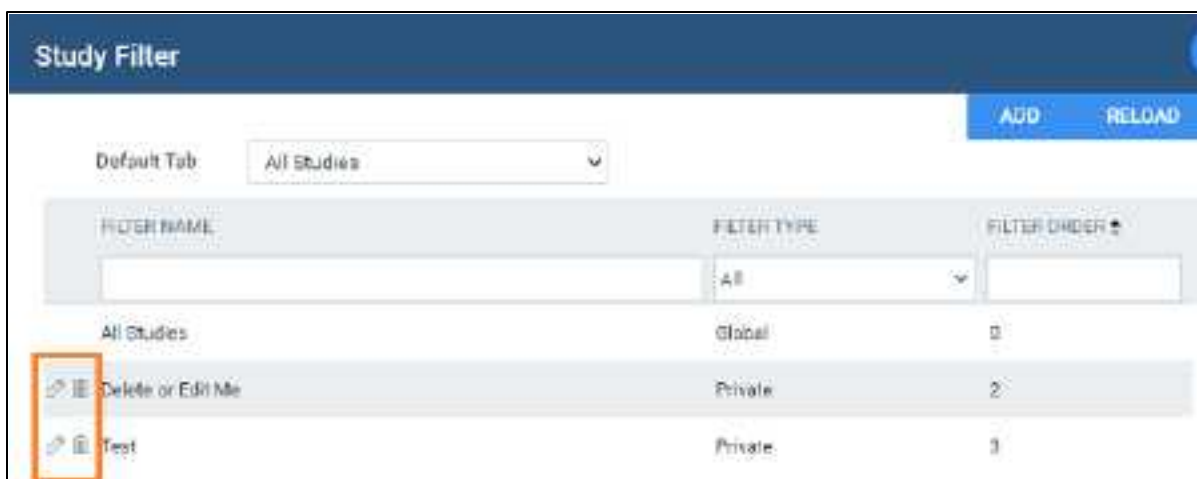 Study Filter
ADD RELOAD
Default Tab All Studies
FILTER NAME FILTER TYPE FILTER ORDER
All
All Studies Global 0
Delete or Edit Me Private 2
Test Private 3